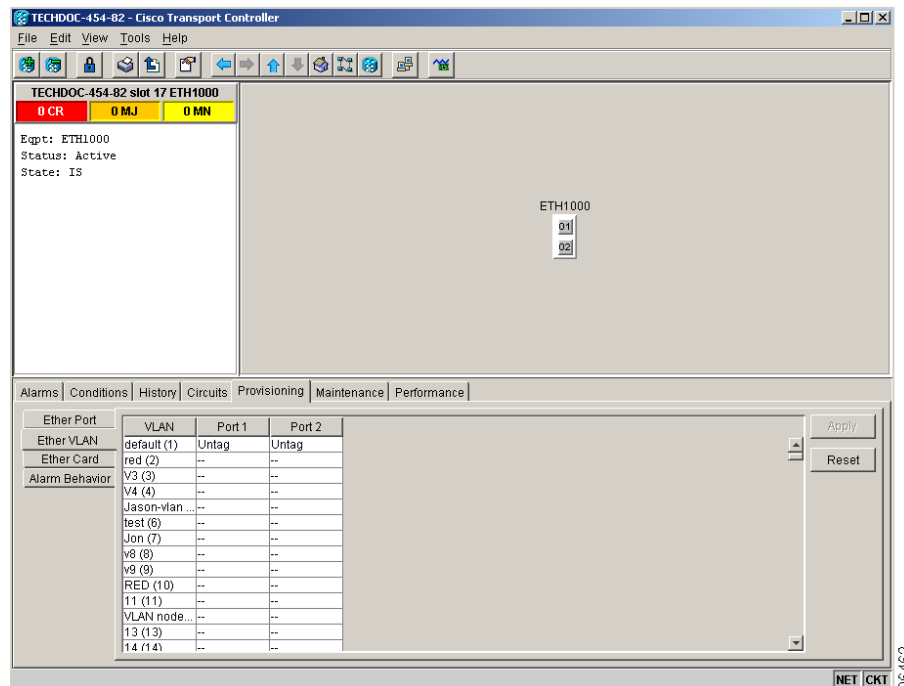 TECHDOC-454-82 - Cisco Transport Controller
File Edit View Tools Help
TECHDOC-454-82 slot 17 ETH1000
0 CR 0 MJ 0 MN
Eqpt: ETH1000
Status: Active
State: IS
ETH1000
01
02
Alarms Conditions History Circuits Provisioning Maintenance Performance
Ether Port
Ether VLAN
Ether Card
Alarm Behavior
VLAN Port 1 Port 2
default (1) Untag Untag
red (2) -- --
V3 (3) -- --
V4 (4) -- --
Jason-vlan ... -- --
test (6) -- --
Jon (7) -- --
v8 (8) -- --
v9 (9) -- --
RED (10) -- --
11 (11) -- --
VLAN node... -- --
13 (13) -- --
14 (14) -- --
Apply
Reset
NET CKT